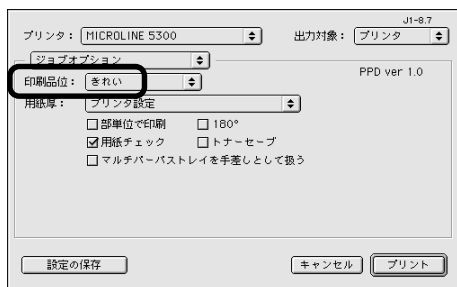 J1-8.7
プリンタ： MICROLINE 5300 出力対象： プリンタ
ジョブオプション
PPD ver 1.0
印刷品位： きれい
用紙厚： プリンタ設定
部単位で印刷 180°
用紙チェック トナーセーブ
マルチパーパストレイを手差しとして扱う
設定の保存 キャンセル プリント